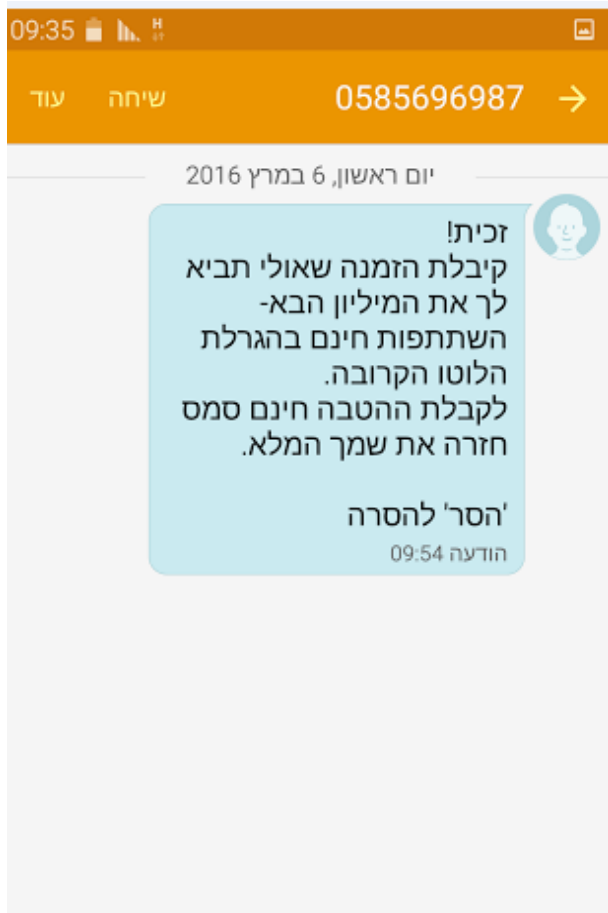 09:35
H
0585696987
שיחה
עוד
יום ראשון, 6 במרץ 2016
זכית!
קיבלת הזמנה שאולי תביא
לך את המיליון הבא-
השתתפות חינם בהגרלת
הלוטו הקרובה.
לקבלת ההטבה חינם סמס
חזרה את שמך המלא.
'הסר' להסרה
הודעה 09:54